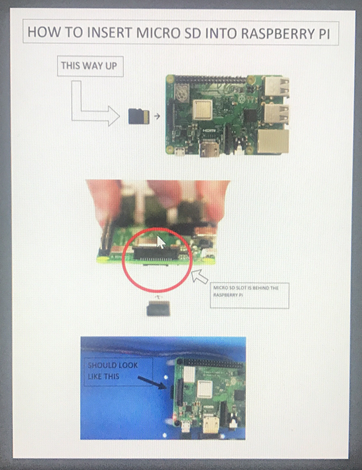 HOW TO INSERT MICRO SD INTO RASPBERRY PI
THIS WAY UP
MICRO SD SLOT IS BEHIND THE
RASPBERRY PI
SHOULD LOOK
LIKE THIS